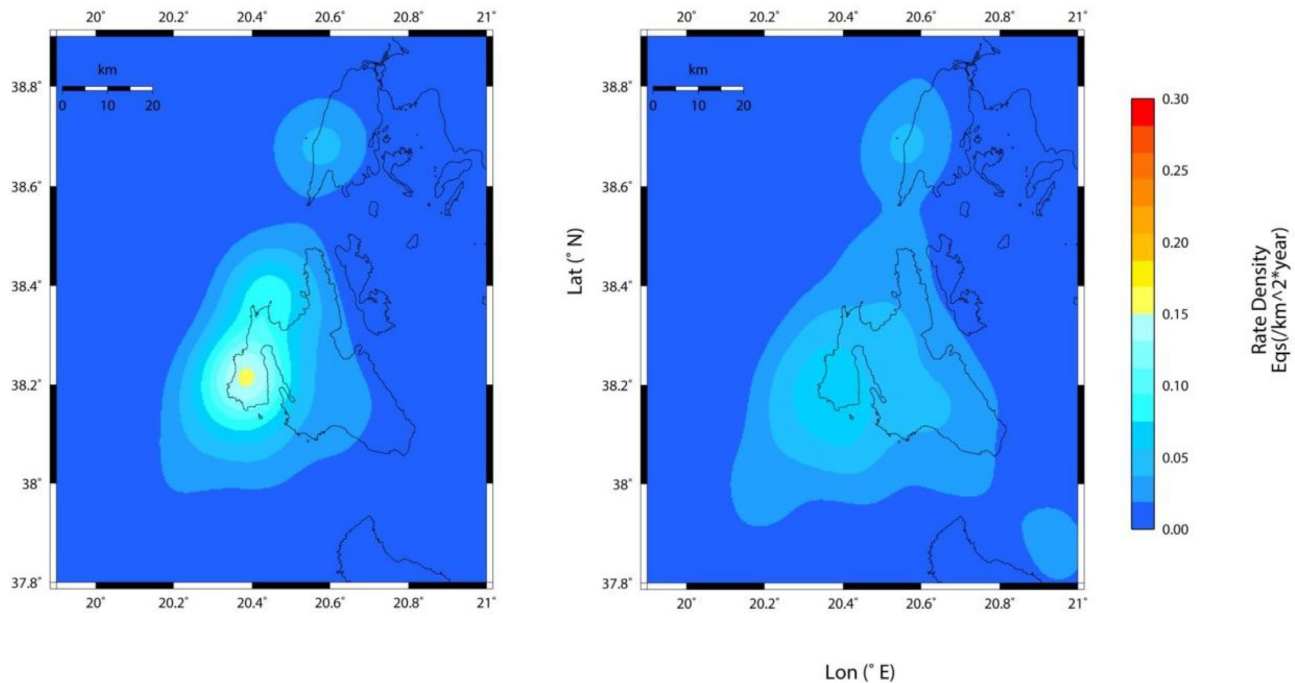 20° 20.2° 20.4° 20.6° 20.8° 21° 20° 20.2° 20.4° 20.6° 20.8° 21°
km km
0 10 20 0 10 20
38.8° 38.8°
38.6° 38.6°
38.4° 38.4°
38.2° 38.2°
38° 38°
37.8° 37.8°
20° 20.2° 20.4° 20.6° 20.8° 21° 20° 20.2° 20.4° 20.6° 20.8° 21°
Lat (° N)
Lon (° E)
0.30
0.25
0.20
0.15
0.10
0.05
0.00
Rate Density
Eqs(/km^2*year)